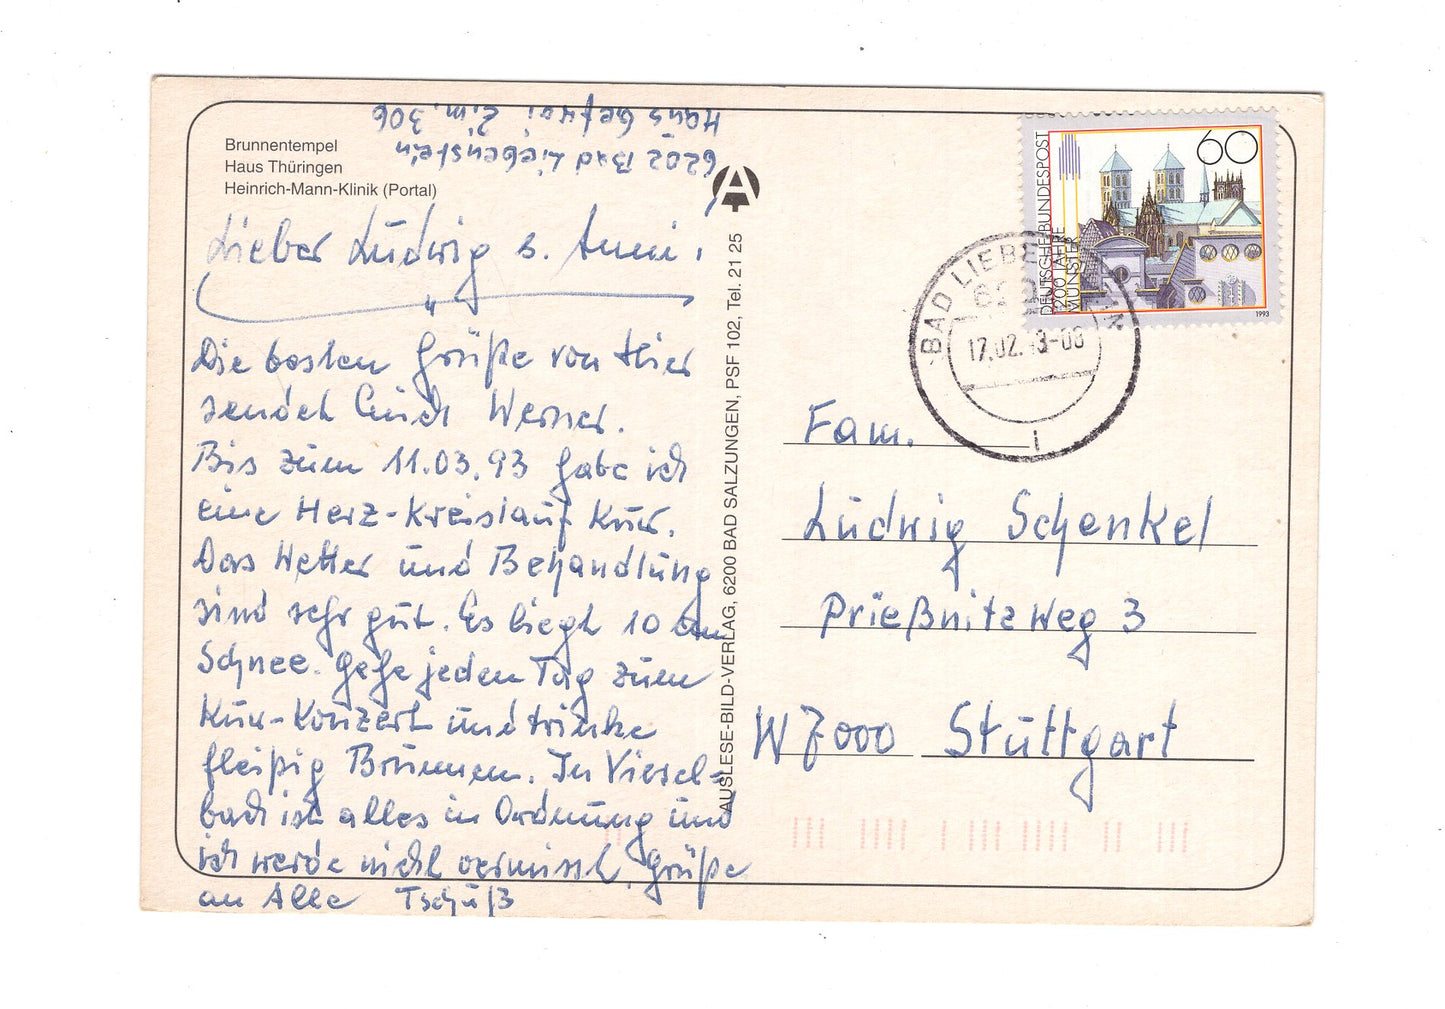 Brunnentempel
Haus Thüringen
Heinrich-Mann-Klinik (Portal)
6202 Bad Liebenstein
Haus Zim. 306
Lieber Ludwig u. Anni,
Die besten Grüße von Hier
sendet Euch Werner.
Bis zum 11.03.93 habe ich
eine Herz-Kreislauf Kur.
Das Wetter und Behandlung
sind sehr gut. Es liegt 10 cm
Schnee. Gehe jeden Tag zum
Kur-Konzert und trinke
fleißig Brunnen. In Viesel-
bach ist alles in Ordnung und
ich werde nicht vermisst. Grüße
an Alle Tschüß
AUSLESE-BILD-VERLAG, 6200 BAD SALZUNGEN, PSF 102, Tel. 21 25
DEUTSCHE BUNDESPOST
1200 JAHRE
MÜNSTER
60
1993
BAD LIEBENSTEIN
17.02.93-08
i
Fam.
Ludwig Schenkel
Prießnitzweg 3
W 7000 Stuttgart